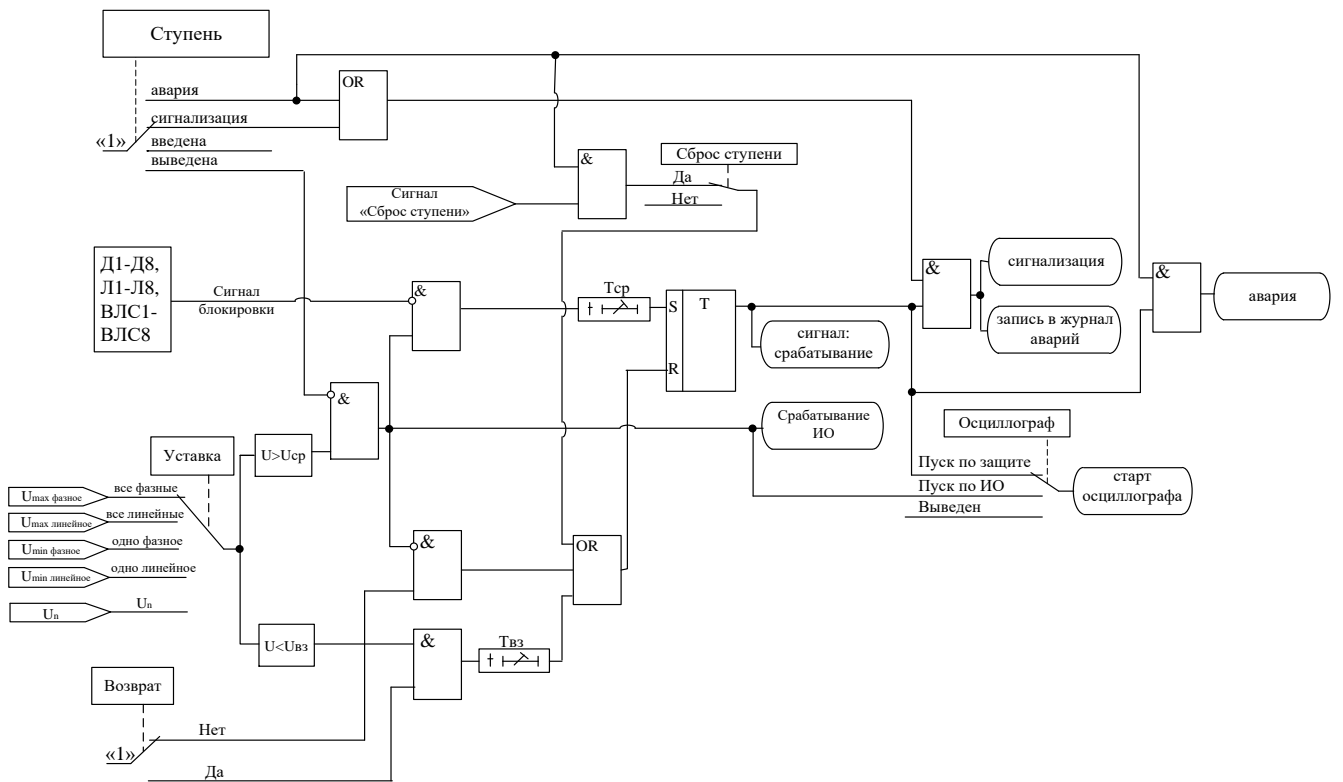 Ступень
авария
OR
сигнализация
«1»
введена
выведена
&
Сброс ступени
Да
Нет
Сигнал
«Сброс ступени»
Д1-Д8,
Л1-Л8,
ВЛС1-
ВЛС8
Сигнал
блокировки
&
Тср
S
T
R
сигнал:
срабатывание
&
сигнализация
запись в журнал
аварий
&
авария
&
Срабатывание
ИО
Осциллограф
Пуск по защите
Пуск по ИО
Выведен
старт
осциллографа
Уставка
U>Uср
Umax фазное
все фазные
Umax линейное
все линейные
Umin фазное
одно фазное
Umin линейное
одно линейное
Un
Un
&
OR
U<Uвз
&
Твз
Возврат
Нет
«1»
Да